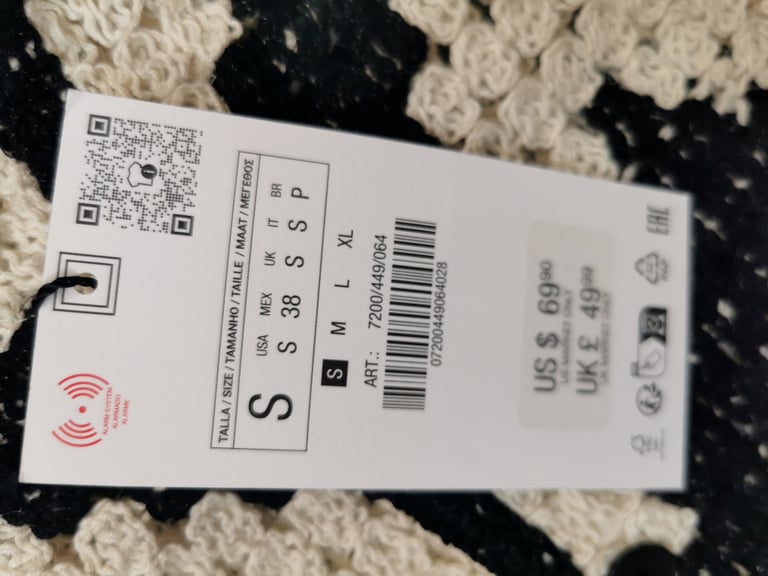 ALARM SYSTEM
ALARMADO
ALARME
TALLA / SIZE / TAMANHO / TAILLE / MAAT / ΜΕΓΕΘΟΣ
USA MEX UK IT BR
S S 38 S S P
S M L XL
ART.: 7200/449/064
07200449064028
US $ 69.90
US MARKET ONLY
UK £ 49.99
UK MARKET ONLY
EAC
PAP